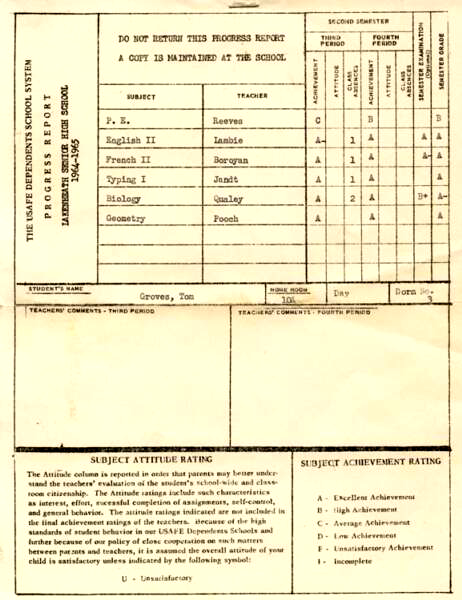 THE USAFE DEPENDENTS SCHOOL SYSTEM
PROGRESS REPORT
LAKENHEATH SENIOR HIGH SCHOOL
1964-1965
DO NOT RETURN THIS PROGRESS REPORT
A COPY IS MAINTAINED AT THE SCHOOL
SECOND SEMESTER
THIRD PERIOD FOURTH PERIOD
SUBJECT TEACHER ACHIEVEMENT ATTITUDE CLASS ABSENCES ACHIEVEMENT ATTITUDE CLASS ABSENCES SEMESTER EXAMINATION (Optional) SEMESTER GRADE
P. E. Reeves C B B
English II Lambie A- 1 A A A
French II Boroyan A 1 A A- A
Typing I Jandt A 1 A A
Biology Qualey A 2 A B+ A-
Geometry Pooch A A A
STUDENT'S NAME Groves, Tom HOME ROOM 10A Day Dorm No. 3
TEACHERS' COMMENTS - THIRD PERIOD
TEACHERS' COMMENTS - FOURTH PERIOD
SUBJECT ATTITUDE RATING
The Attitude column is reported in order that parents may better under-
stand the teachers' evaluation of the student's school-wide and class-
room citizenship. The Attitude ratings include such characteristics
as interest, effort, sucessful completion of assignments, self-control,
and general behavior. The attitude ratings indicated are not included in
the final achievement ratings of the teachers. Because of the high
standards of student behavior in our USAFE Dependents Schools and
further because of our policy of close cooperation on such matters
between parents and teachers, it is assumed the overall attitude of your
child is satisfactory unless indicated by the following symbol:
U - Unsatisfactory
SUBJECT ACHIEVEMENT RATING
A - Excellent Achievement
B - High Achievement
C - Average Achievement
D - Low Achievement
F - Unsatisfactory Achievement
I - Incomplete